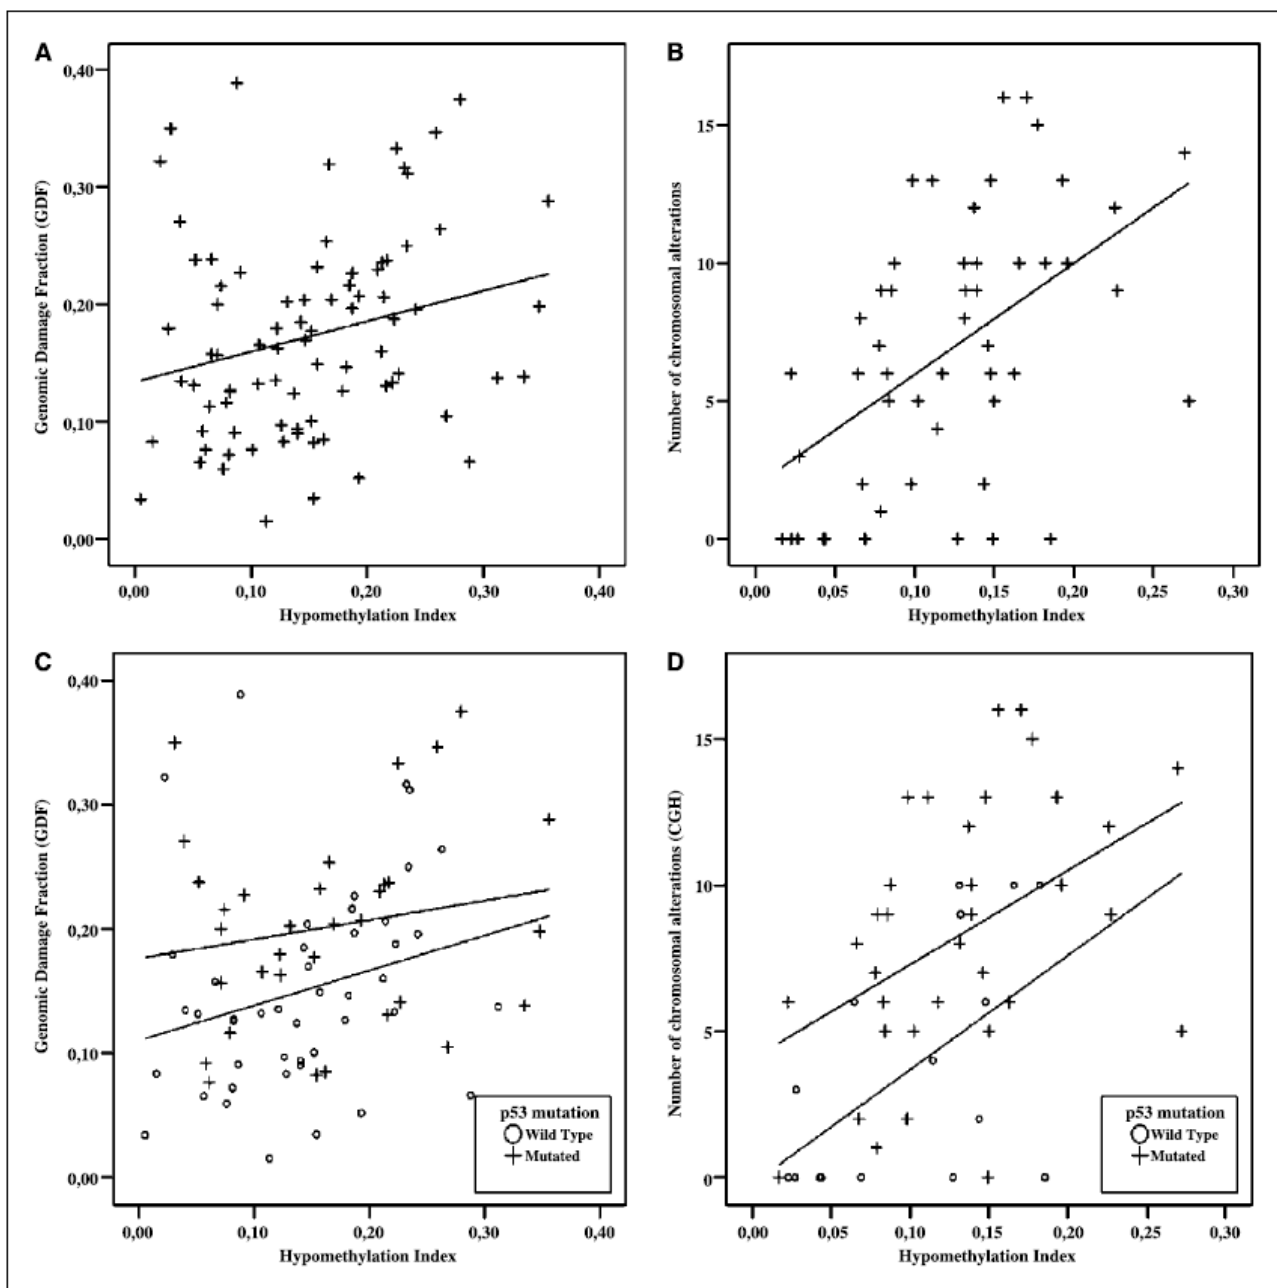 A
Genomic Damage Fraction (GDF)
0,40
0,30
0,20
0,10
0,00
0,00 0,10 0,20 0,30 0,40
Hypomethylation Index
B
Number of chromosomal alterations
15
10
5
0
0,00 0,05 0,10 0,15 0,20 0,25 0,30
Hypomethylation Index
C
Genomic Damage Fraction (GDF)
0,40
0,30
0,20
0,10
0,00
p53 mutation
Wild Type
Mutated
0,00 0,10 0,20 0,30 0,40
Hypomethylation Index
D
Number of chromosomal alterations (CGH)
15
10
5
0
p53 mutation
Wild Type
Mutated
0,00 0,05 0,10 0,15 0,20 0,25 0,30
Hypomethylation Index